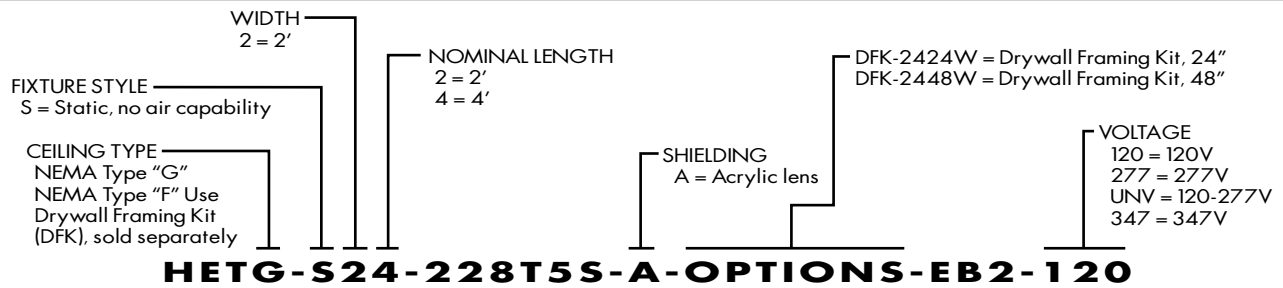 WIDTH
2 = 2’
NOMINAL LENGTH
2 = 2’
4 = 4’
FIXTURE STYLE
S = Static, no air capability
CEILING TYPE
NEMA Type “G”
NEMA Type “F” Use
Drywall Framing Kit
(DFK), sold separately
SHIELDING
A = Acrylic lens
DFK-2424W = Drywall Framing Kit, 24”
DFK-2448W = Drywall Framing Kit, 48”
VOLTAGE
120 = 120V
277 = 277V
UNV = 120-277V
347 = 347V
HETG-S24-228T5S-A-OPTIONS-EB2-120